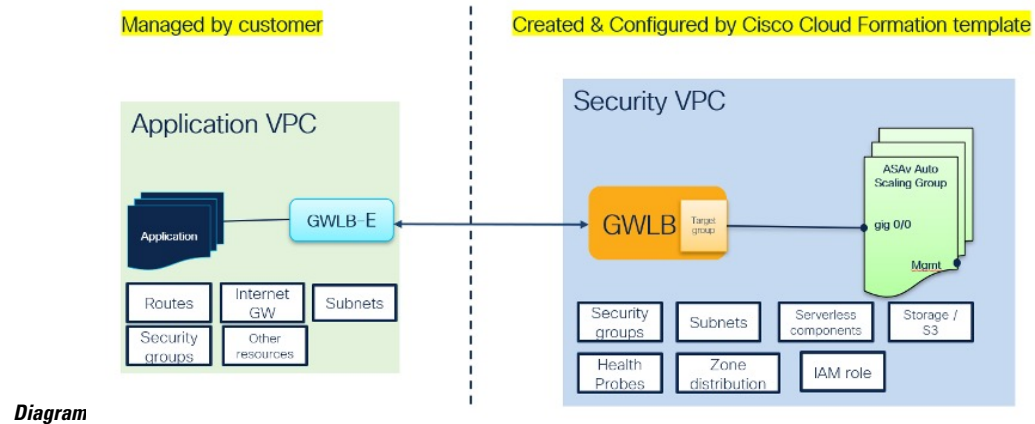 Managed by customer
Created & Configured by Cisco Cloud Formation template
Application VPC
Application
GWLB-E
Routes
Internet
GW
Subnets
Security
groups
Other
resources
Security VPC
GWLB
Target
group
ASAv Auto
Scaling Group
gig 0/0
Mgmt
Security
groups
Subnets
Serverless
components
Storage /
S3
Health
Probes
Zone
distribution
IAM role
Diagram